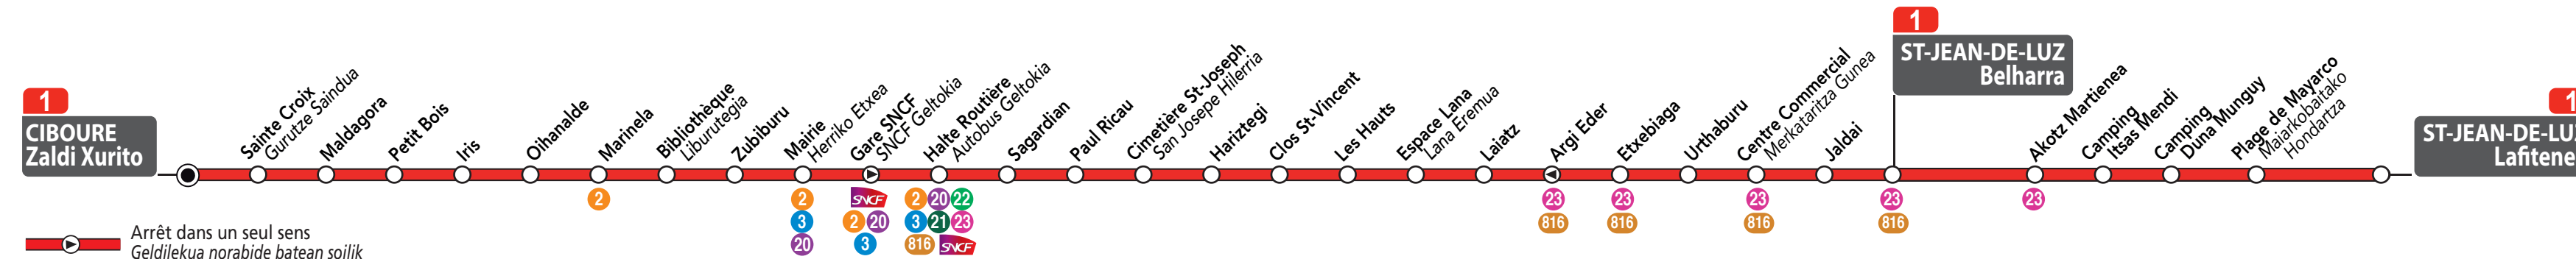 1
CIBOURE
Zaldi Xurito
Sainte Croix
Gurutze Saindua
Maldagora
Petit Bois
Iris
Oihanalde
Marinela
2
Bibliothèque
Liburutegia
Zubiburu
Mairie
Herriko Etxea
2
3
20
Gare SNCF
SNCF Geltokia
SNCF
2 20
3
Halte Routière
Autobus Geltokia
2 20 22
3 21 23
816 SNCF
Sagardian
Paul Ricau
Cimetière St-Joseph
San Josepe Hilerria
Hariztegi
Clos St-Vincent
Les Hauts
Espace Lana
Lana Eremua
Laiatz
Argi Eder
23
816
Etxebiaga
23
816
Urthaburu
Centre Commercial
Merkataritza Gunea
23
816
Jaldai
1
ST-JEAN-DE-LUZ
Belharra
23
816
Akotz Martienea
23
Camping
Itsas Mendi
Camping
Duna Munguy
Plage de Mayarco
Maiarkobaitako
Hondartza
1
ST-JEAN-DE-LUZ
Lafitene
Arrêt dans un seul sens
Geldilekua norabide batean soilik